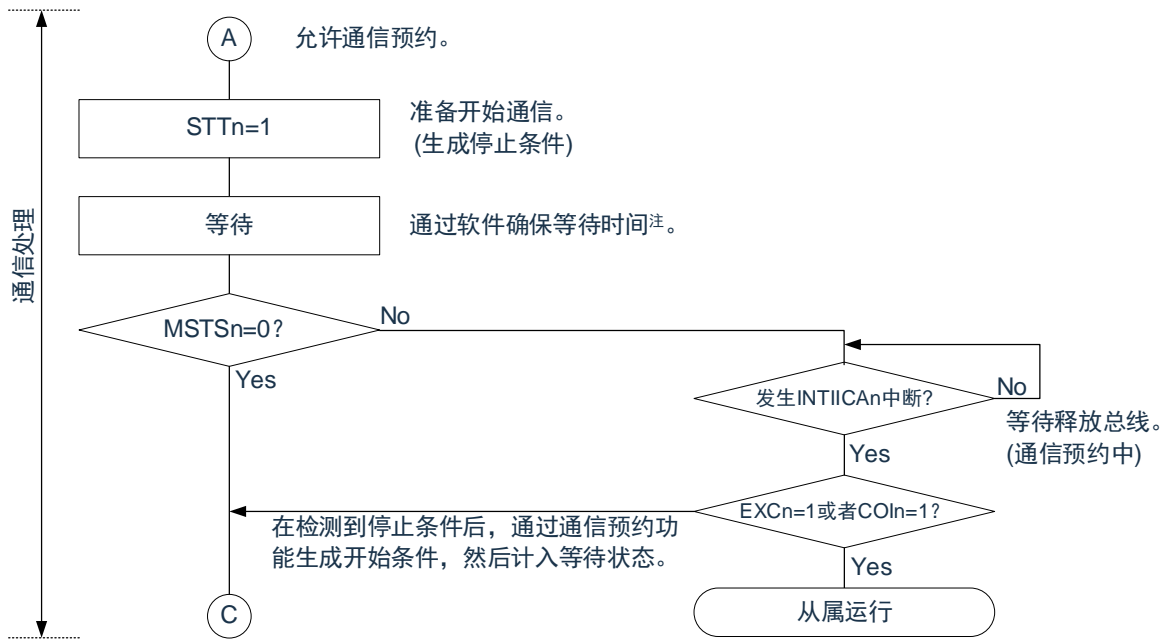 A
允许通信预约。
STTn=1
准备开始通信。
(生成停止条件)
等待
通过软件确保等待时间注。
通信处理
MSTSn=0?
No
Yes
发生INTIICAn中断?
No
等待释放总线。
(通信预约中)
Yes
EXCn=1或者COIn=1?
在检测到停止条件后，通过通信预约功
能生成开始条件，然后计入等待状态。
Yes
C
从属运行